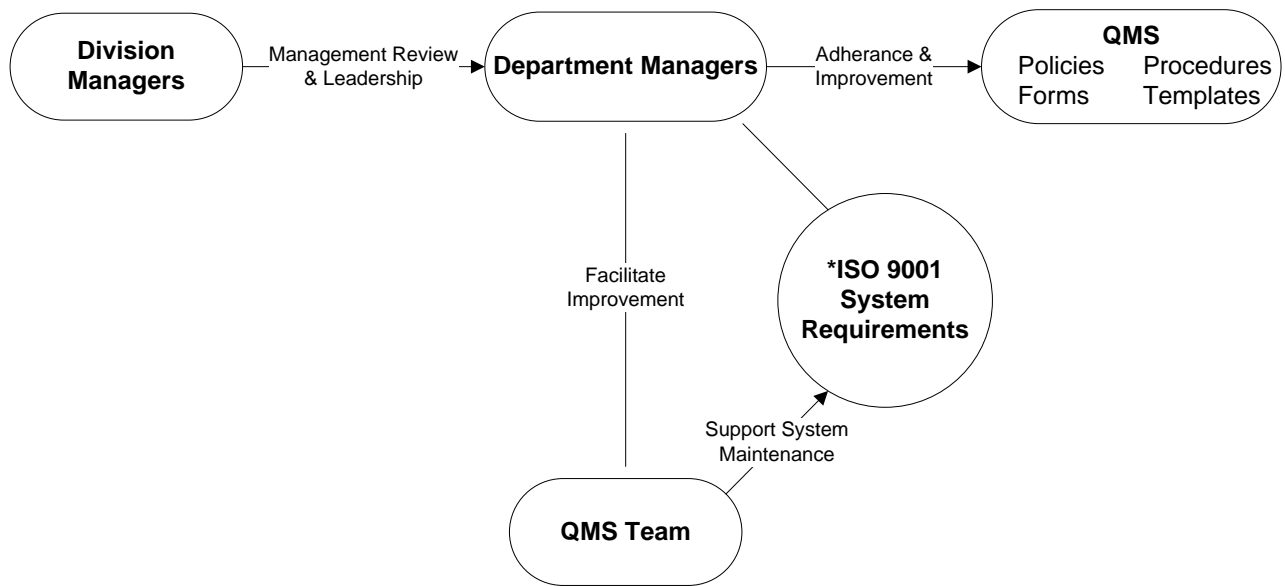 Division
Managers
Management Review
& Leadership
Department Managers
Adherance &
Improvement
QMS
Policies Procedures
Forms Templates
Facilitate
Improvement
*ISO 9001
System
Requirements
Support System
Maintenance
QMS Team